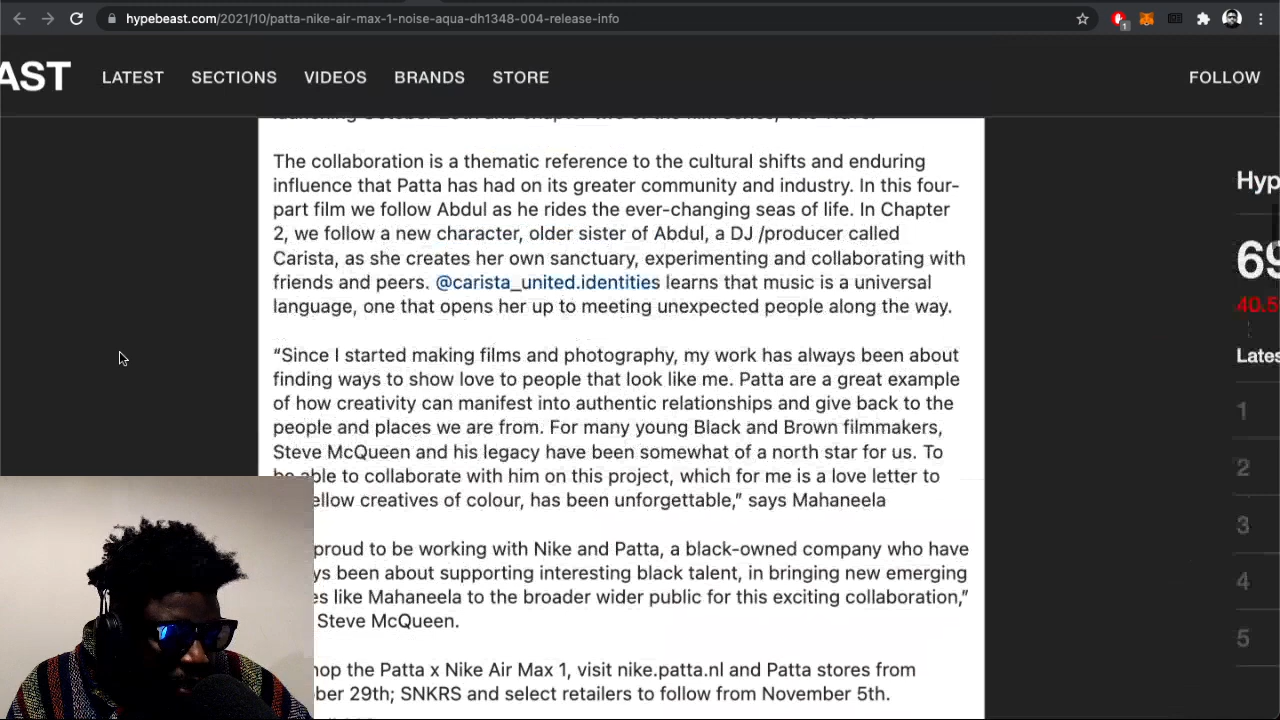 hypebeast.com/2021/10/patta-nike-air-max-1-noise-aqua-dh1348-004-release-info
1
AST LATEST SECTIONS VIDEOS BRANDS STORE FOLLOW
The collaboration is a thematic reference to the cultural shifts and enduring
influence that Patta has had on its greater community and industry. In this four-
part film we follow Abdul as he rides the ever-changing seas of life. In Chapter
2, we follow a new character, older sister of Abdul, a DJ /producer called
Carista, as she creates her own sanctuary, experimenting and collaborating with
friends and peers. @carista_united.identities learns that music is a universal
language, one that opens her up to meeting unexpected people along the way.
“Since I started making films and photography, my work has always been about
finding ways to show love to people that look like me. Patta are a great example
of how creativity can manifest into authentic relationships and give back to the
people and places we are from. For many young Black and Brown filmmakers,
Steve McQueen and his legacy have been somewhat of a north star for us. To
be able to collaborate with him on this project, which for me is a love letter to
ellow creatives of colour, has been unforgettable,” says Mahaneela
proud to be working with Nike and Patta, a black-owned company who have
ys been about supporting interesting black talent, in bringing new emerging
es like Mahaneela to the broader wider public for this exciting collaboration,”
Steve McQueen.
hop the Patta x Nike Air Max 1, visit nike.patta.nl and Patta stores from
ber 29th; SNKRS and select retailers to follow from November 5th.
Hyp
69
40.5
Lates
1
2
3
4
5